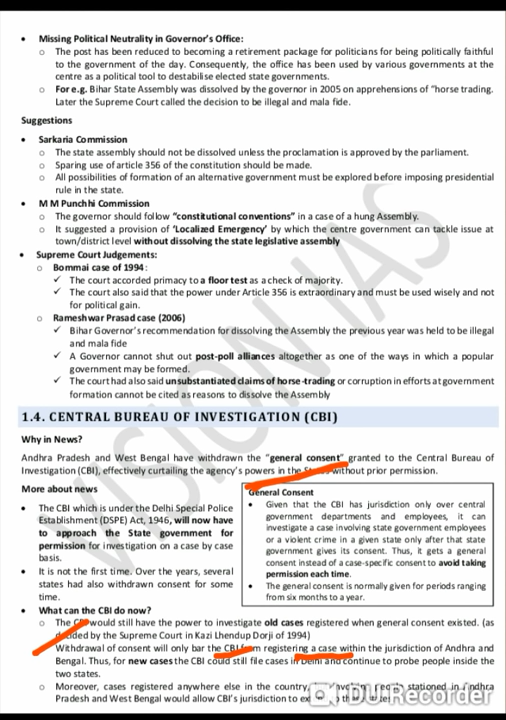 • Missing Political Neutrality in Governor's Office:
o The post has been reduced to becoming a retirement package for politicians for being politically faithful
to the government of the day. Consequently, the office has been used by various governments at the
centre as a political tool to destabilise elected state governments.
o For e.g. Bihar State Assembly was dissolved by the governor in 2005 on apprehensions of "horse trading.
Later the Supreme Court called the decision to be illegal and mala fide.
Suggestions
• Sarkaria Commission
o The state assembly should not be dissolved unless the proclamation is approved by the parliament.
o Sparing use of article 356 of the constitution should be made.
o All possibilities of formation of an alternative government must be explored before imposing presidential
rule in the state.
• M M Punchhi Commission
o The governor should follow "constitutional conventions" in a case of a hung Assembly.
o It suggested a provision of 'Localized Emergency' by which the centre government can tackle issue at
town/district level without dissolving the state legislative assembly
• Supreme Court Judgements:
o Bommai case of 1994:
✓ The court accorded primacy to a floor test as a check of majority.
✓ The court also said that the power under Article 356 is extraordinary and must be used wisely and not
for political gain.
o Rameshwar Prasad case (2006)
✓ Bihar Governor's recommendation for dissolving the Assembly the previous year was held to be illegal
and mala fide
✓ A Governor cannot shut out post-poll alliances altogether as one of the ways in which a popular
government may be formed.
✓ The court had also said unsubstantiated claims of horse-trading or corruption in efforts at government
formation cannot be cited as reasons to dissolve the Assembly
1.4. CENTRAL BUREAU OF INVESTIGATION (CBI)
Why in News?
Andhra Pradesh and West Bengal have withdrawn the "general consent" granted to the Central Bureau of
Investigation (CBI), effectively curtailing the agency's powers in the without prior permission.
More about news
• The CBI which is under the Delhi Special Police
Establishment (DSPE) Act, 1946, will now have
to approach the State government for
permission for investigation on a case by case
basis.
• It is not the first time. Over the years, several
states had also withdrawn consent for some
time.
General Consent
• Given that the CBI has jurisdiction only over central
government departments and employees, it can
investigate a case involving state government employees
or a violent crime in a given state only after that state
government gives its consent. Thus, it gets a general
consent instead of a case-specific consent to avoid taking
permission each time.
• The general consent is normally given for periods ranging
from six months to a year.
• What can the CBI do now?
o The would still have the power to investigate old cases registered when general consent existed. (as
decided by the Supreme Court in Kazi Lhendup Dorji of 1994)
Withdrawal of consent will only bar the CBI from registering a case within the jurisdiction of Andhra and
Bengal. Thus, for new cases the CBI could still file cases in Delhi and continue to probe people inside the
two states.
o Moreover, cases registered anywhere else in the country, people stationed in Andhra
Pradesh and West Bengal would allow CBI's jurisdiction to
VISION IAS
DU Recorder